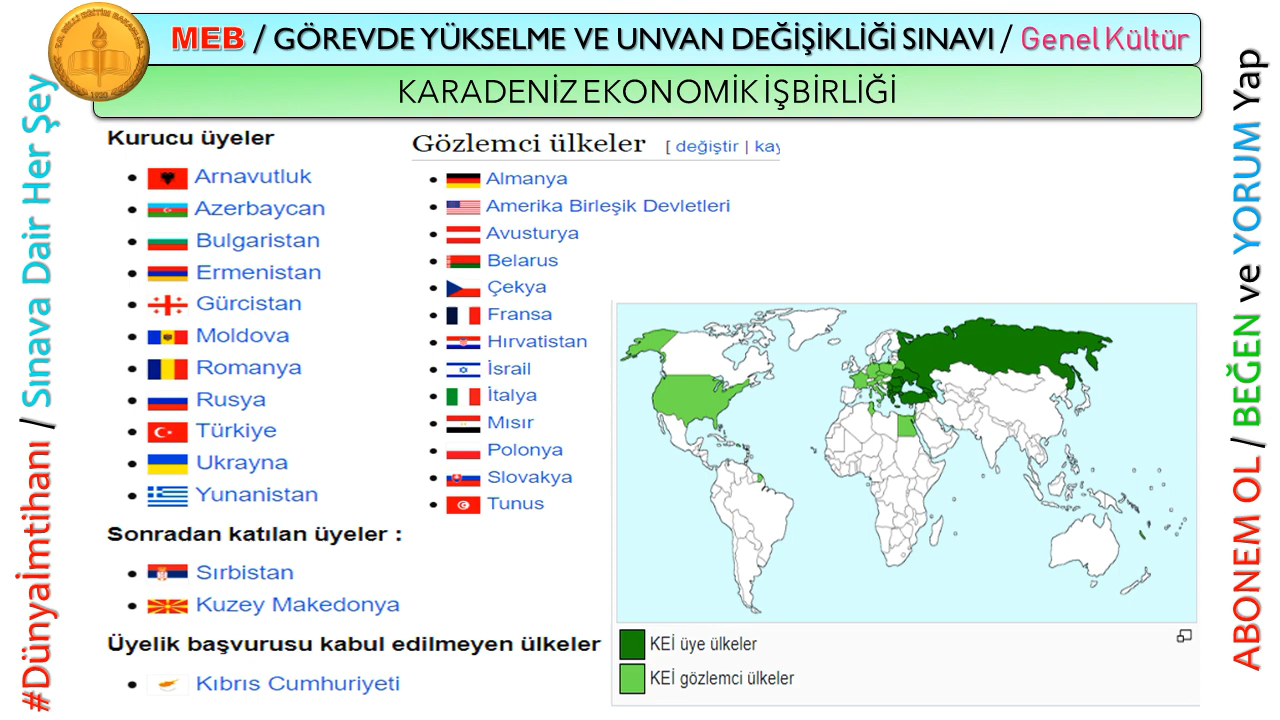 MEB / GÖREVDE YÜKSELME VE UNVAN DEĞİŞİKLİĞİ SINAVI / Genel Kültür
KARADENİZ EKONOMİK İŞBİRLİĞİ
#Dünyaimtihanı / Sınava Dair Her Şey
Kurucu üyeler
Arnavutluk
Azerbaycan
Bulgaristan
Ermenistan
Gürcistan
Moldova
Romanya
Rusya
Türkiye
Ukrayna
Yunanistan
Sonradan katılan üyeler :
Sırbistan
Kuzey Makedonya
Üyelik başvurusu kabul edilmeyen ülkeler
Kıbrıs Cumhuriyeti
Gözlemci ülkeler [ değiştir | kay
Almanya
Amerika Birleşik Devletleri
Avusturya
Belarus
Çekya
Fransa
Hırvatistan
İsrail
İtalya
Mısır
Polonya
Slovakya
Tunus
KEİ üye ülkeler
KEİ gözlemci ülkeler
ABONEM OL / BEĞEN ve YORUM Yap